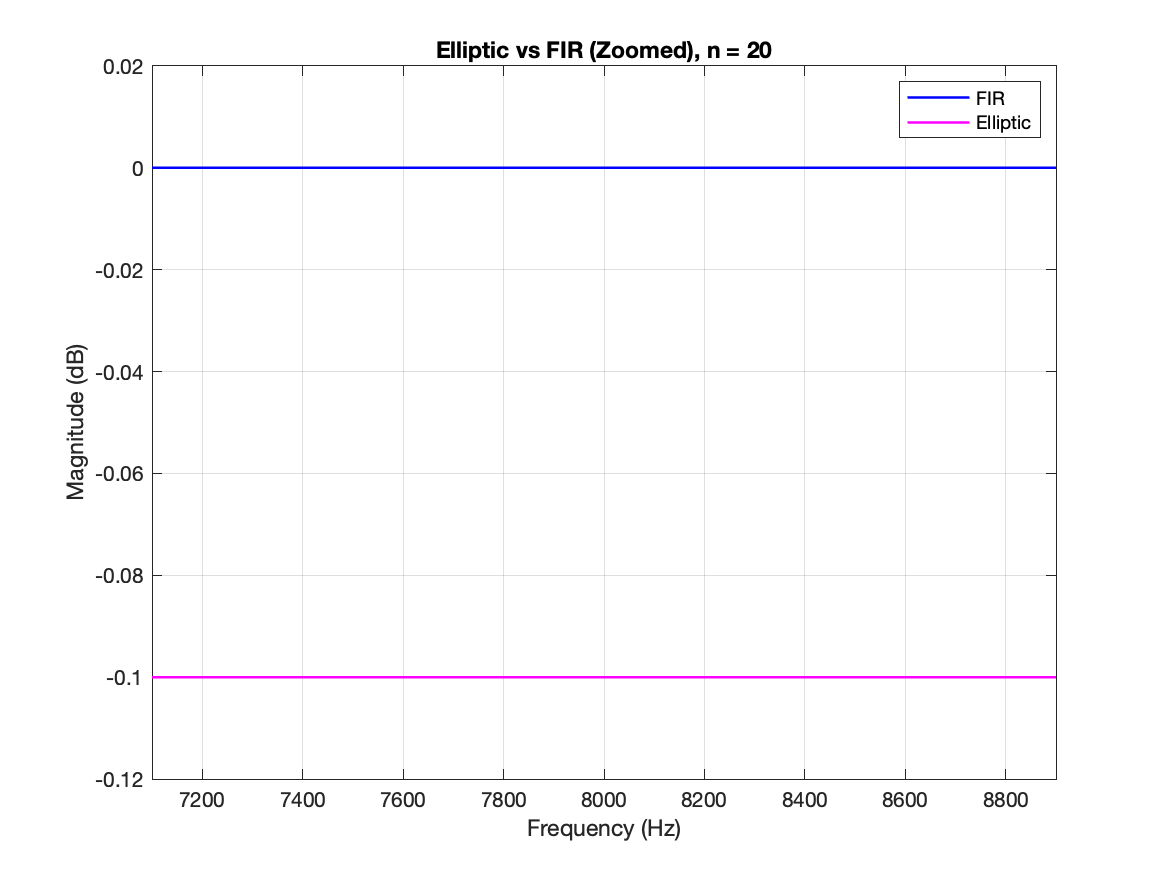 Elliptic vs FIR (Zoomed), n = 20
0.02
0
-0.02
-0.04
-0.06
-0.08
-0.1
-0.12
Magnitude (dB)
FIR
Elliptic
7200 7400 7600 7800 8000 8200 8400 8600 8800
Frequency (Hz)